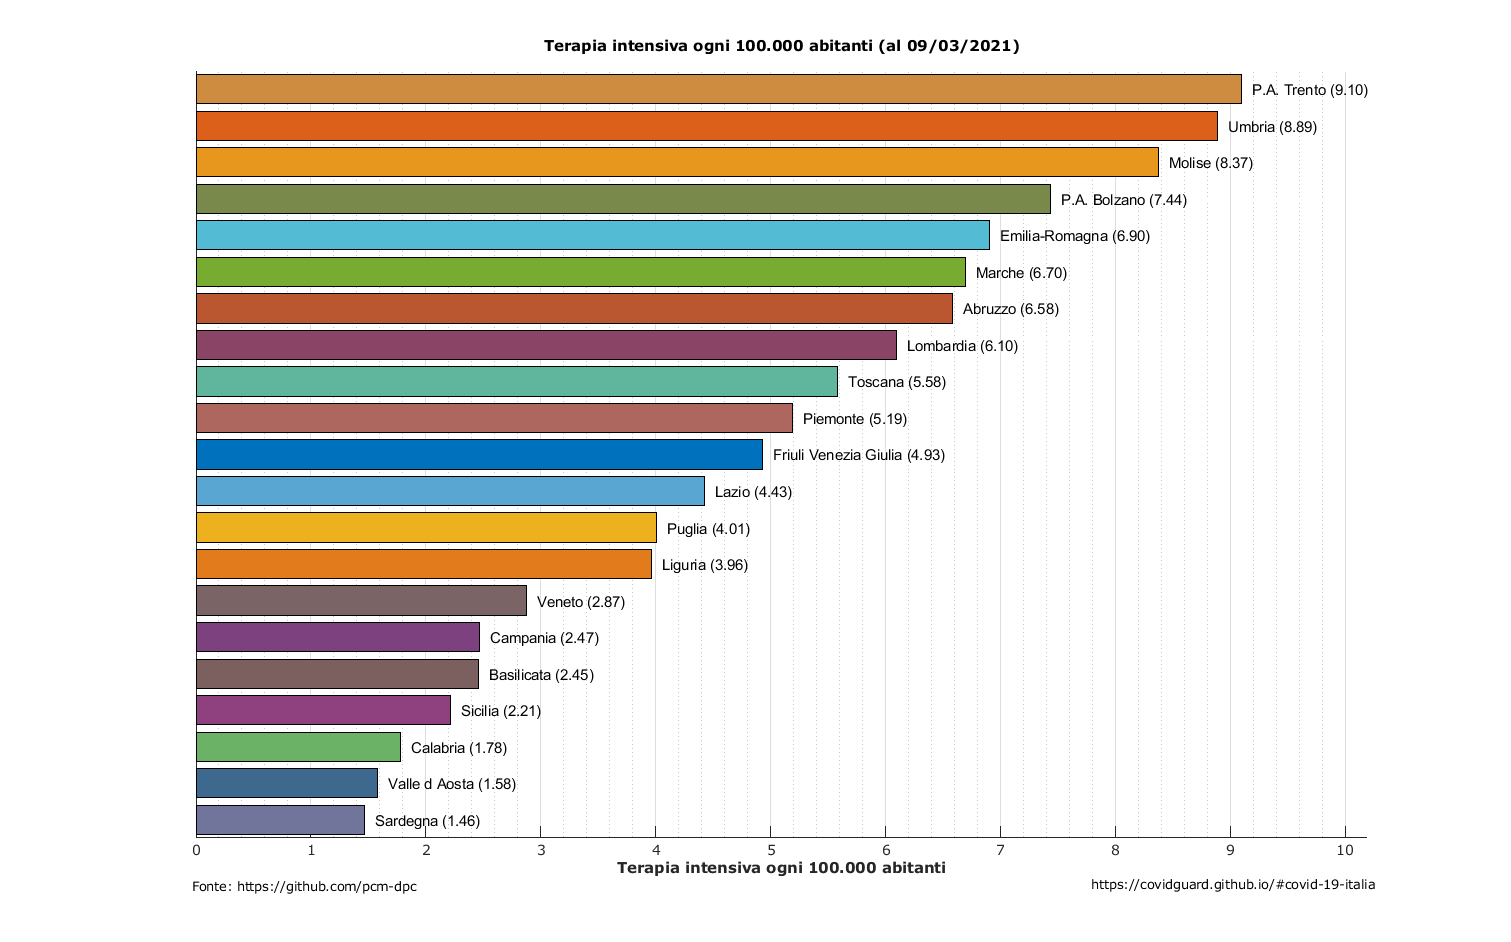 Terapia intensiva ogni 100.000 abitanti (al 09/03/2021)
P.A. Trento (9.10)
Umbria (8.89)
Molise (8.37)
P.A. Bolzano (7.44)
Emilia-Romagna (6.90)
Marche (6.70)
Abruzzo (6.58)
Lombardia (6.10)
Toscana (5.58)
Piemonte (5.19)
Friuli Venezia Giulia (4.93)
Lazio (4.43)
Puglia (4.01)
Liguria (3.96)
Veneto (2.87)
Campania (2.47)
Basilicata (2.45)
Sicilia (2.21)
Calabria (1.78)
Valle d Aosta (1.58)
Sardegna (1.46)
0 1 2 3 4 5 6 7 8 9 10
Terapia intensiva ogni 100.000 abitanti
Fonte: https://github.com/pcm-dpc
https://covidguard.github.io/#covid-19-italia